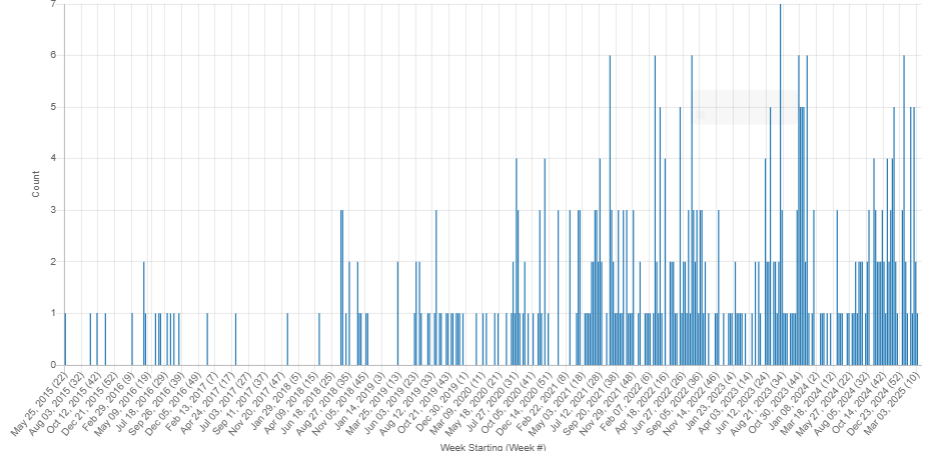 7
6
5
4
3
2
1
0
Count
May 25, 2015 (22)
Aug 03, 2015 (32)
Oct 12, 2015 (42)
Dec 21, 2015 (52)
Feb 29, 2016 (9)
May 09, 2016 (19)
Jul 18, 2016 (29)
Sep 26, 2016 (39)
Dec 05, 2016 (49)
Feb 13, 2017 (7)
Apr 24, 2017 (17)
Jul 03, 2017 (27)
Sep 11, 2017 (37)
Nov 20, 2017 (47)
Jan 29, 2018 (5)
Apr 09, 2018 (15)
Jun 18, 2018 (25)
Aug 27, 2018 (35)
Nov 05, 2018 (45)
Jan 14, 2019 (3)
Mar 25, 2019 (13)
Jun 03, 2019 (23)
Aug 12, 2019 (33)
Oct 21, 2019 (43)
Dec 30, 2019 (1)
Mar 09, 2020 (11)
May 18, 2020 (21)
Jul 27, 2020 (31)
Oct 05, 2020 (41)
Dec 14, 2020 (51)
Feb 22, 2021 (8)
May 03, 2021 (18)
Jul 12, 2021 (28)
Sep 20, 2021 (38)
Nov 29, 2021 (48)
Feb 07, 2022 (6)
Apr 18, 2022 (16)
Jun 27, 2022 (26)
Sep 05, 2022 (36)
Nov 14, 2022 (46)
Jan 23, 2023 (4)
Apr 03, 2023 (14)
Jun 12, 2023 (24)
Aug 21, 2023 (34)
Oct 30, 2023 (44)
Jan 08, 2024 (2)
Mar 18, 2024 (12)
May 27, 2024 (22)
Aug 05, 2024 (32)
Oct 14, 2024 (42)
Dec 23, 2024 (52)
Mar 03, 2025 (10)
Week Starting (Week #)